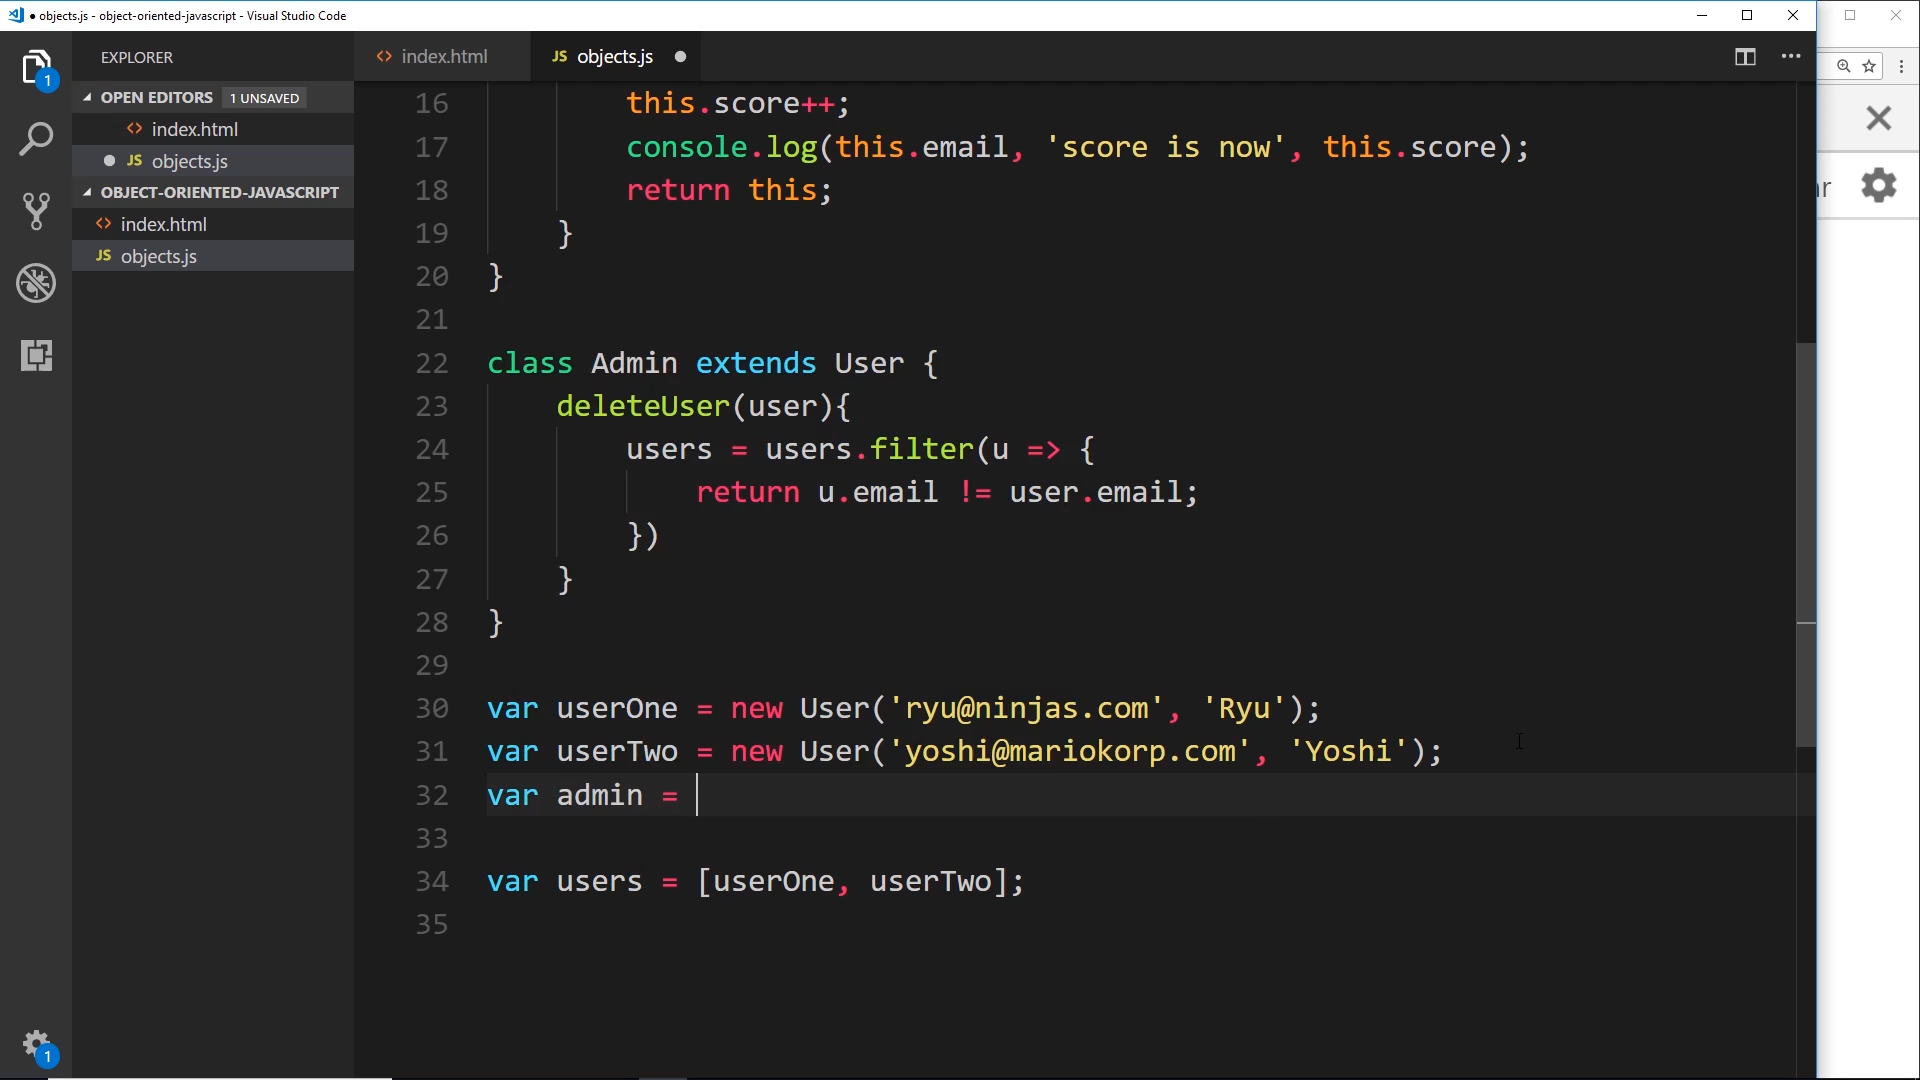 objects.js - object-oriented-javascript - Visual Studio Code
EXPLORER
OPEN EDITORS 1 UNSAVED
index.html
JS objects.js
OBJECT-ORIENTED-JAVASCRIPT
index.html
JS objects.js
1
1
index.html
JS objects.js
16 this.score++;
17 console.log(this.email, 'score is now', this.score);
18 return this;
19 }
20 }
21
22 class Admin extends User {
23 deleteUser(user){
24 users = users.filter(u => {
25 return u.email != user.email;
26 })
27 }
28 }
29
30 var userOne = new User('ryu@ninjas.com', 'Ryu');
31 var userTwo = new User('yoshi@mariokorp.com', 'Yoshi');
32 var admin =
33
34 var users = [userOne, userTwo];
35